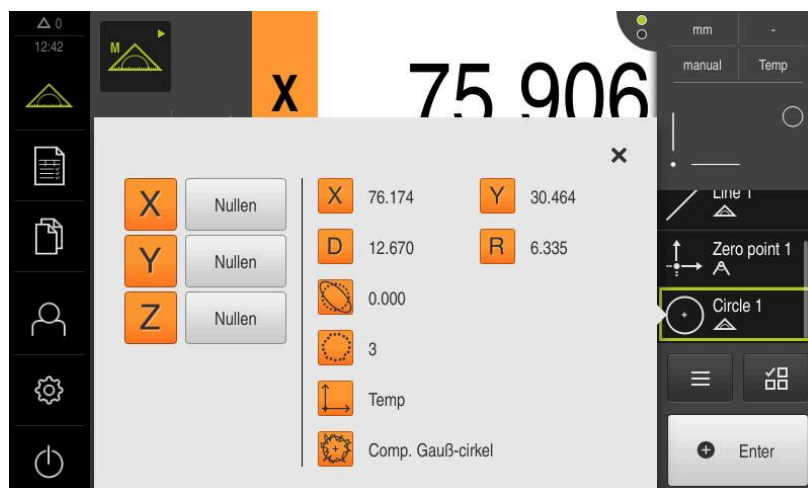 0
12:42
M
X
75.906
mm
-
manual
Temp
X
Nullen
Y
Nullen
Z
Nullen
X
76.174
Y
30.464
D
12.670
R
6.335
0.000
3
Temp
Comp. Gauß-cirkel
Line 1
Zero point 1
Circle 1
Enter